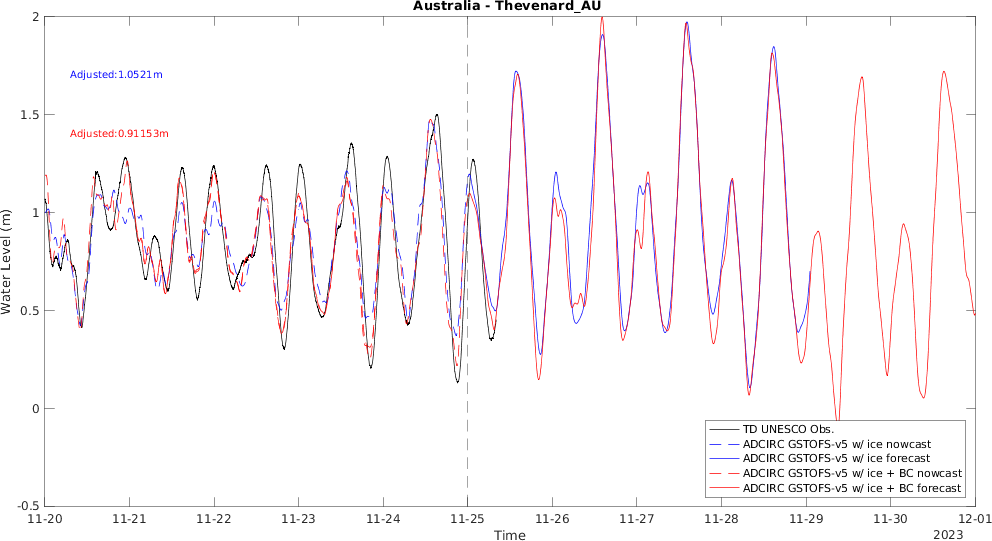 Australia - Thevenard_AU
2
Adjusted:1.0521m
1.5
Adjusted:0.91153m
1
Water Level (m)
0.5
0
TD UNESCO Obs.
ADCIRC GSTOFS-v5 w/ ice nowcast
ADCIRC GSTOFS-v5 w/ ice forecast
ADCIRC GSTOFS-v5 w/ ice + BC nowcast
ADCIRC GSTOFS-v5 w/ ice + BC forecast
-0.5
11-20 11-21 11-22 11-23 11-24 11-25 11-26 11-27 11-28 11-29 11-30 12-01
Time
2023